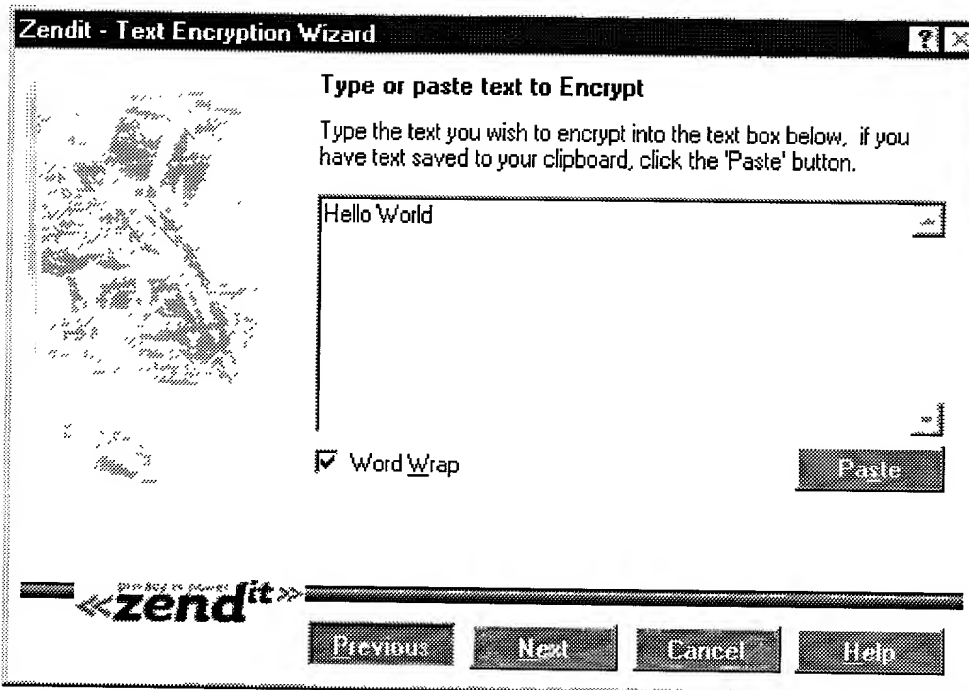 Zendit - Text Encryption Wizard
Type or paste text to Encrypt
Type the text you wish to encrypt into the text box below, if you
have text saved to your clipboard, click the 'Paste' button.
Hello World
Word Wrap
Paste
«zendit»
Previous Next Cancel Help